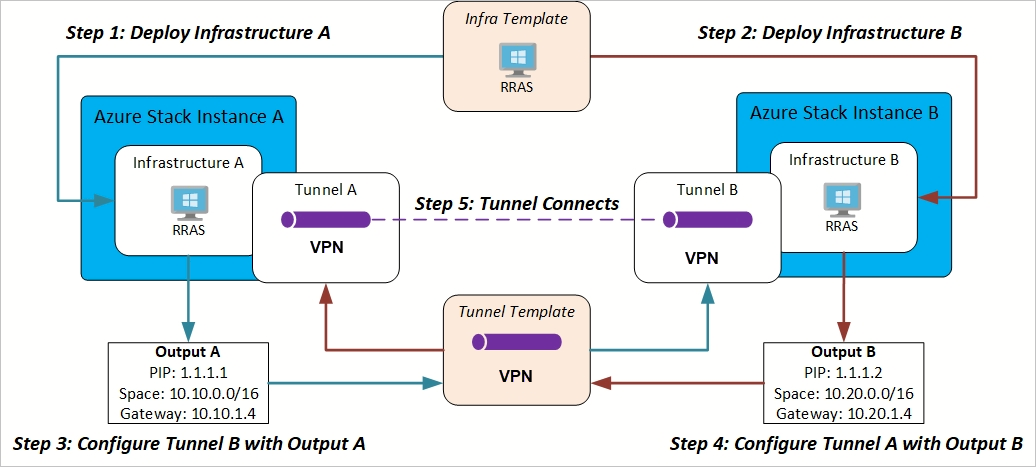 Step 1: Deploy Infrastructure A
Infra Template
RRAS
Step 2: Deploy Infrastructure B
Azure Stack Instance A
Infrastructure A
RRAS
Tunnel A
VPN
Step 5: Tunnel Connects
Azure Stack Instance B
Infrastructure B
RRAS
Tunnel B
VPN
Tunnel Template
VPN
Output A
PIP: 1.1.1.1
Space: 10.10.0.0/16
Gateway: 10.10.1.4
Output B
PIP: 1.1.1.2
Space: 10.20.0.0/16
Gateway: 10.20.1.4
Step 3: Configure Tunnel B with Output A
Step 4: Configure Tunnel A with Output B